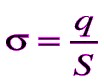 σ = q/S